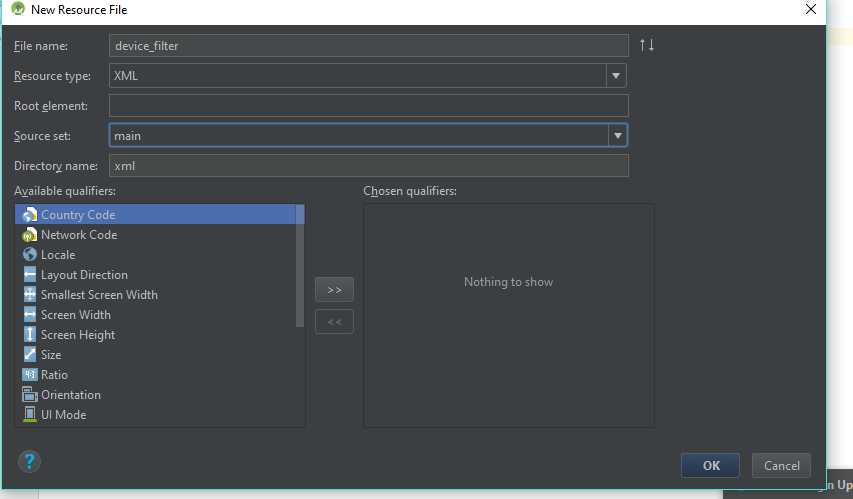 New Resource File
File name: device_filter
Resource type: XML
Root element:
Source set: main
Directory name: xml
Available qualifiers: Chosen qualifiers:
Country Code
Network Code
Locale
Layout Direction
Smallest Screen Width
Screen Width
Screen Height
Size
4:3 Ratio
Orientation
UI Mode
>>
<<
Nothing to show
?
OK Cancel
n Up